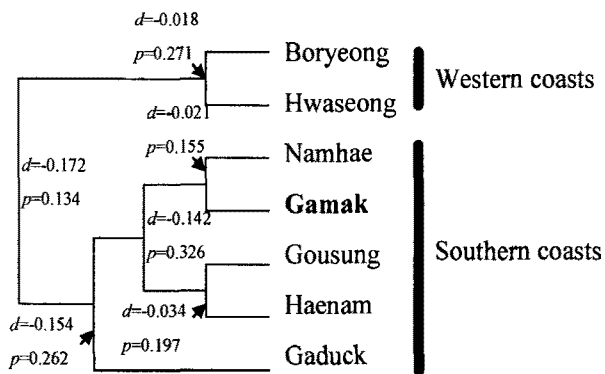 d=-0.018
p=0.271
Boryeong
Hwaseong
Western coasts
d=-0.021
p=0.155
Namhae
Gamak
d=-0.172
p=0.134
d=-0.142
p=0.326
Gousung
Haenam
Southern coasts
d=-0.034
p=0.197
d=-0.154
p=0.262
Gaduck